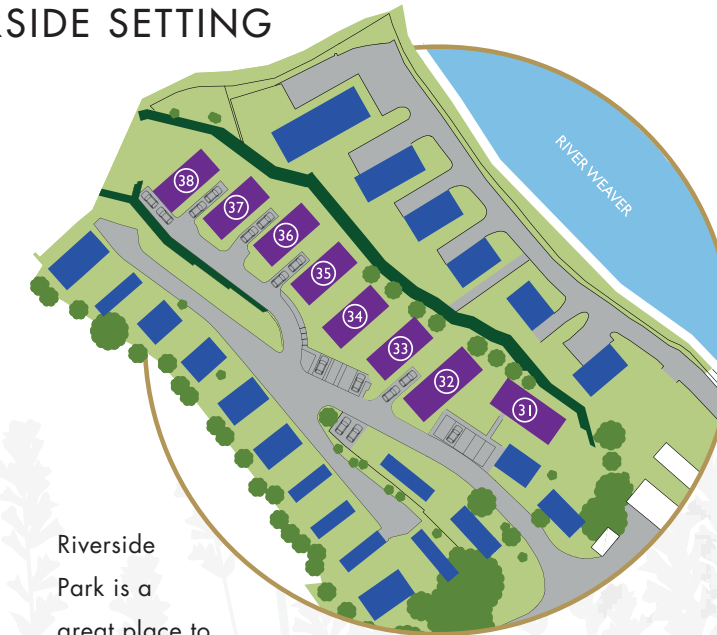 RSIDE SETTING
RIVER WEAVER
38
37
36
35
34
33
32
31
Riverside
Park is a
great place to